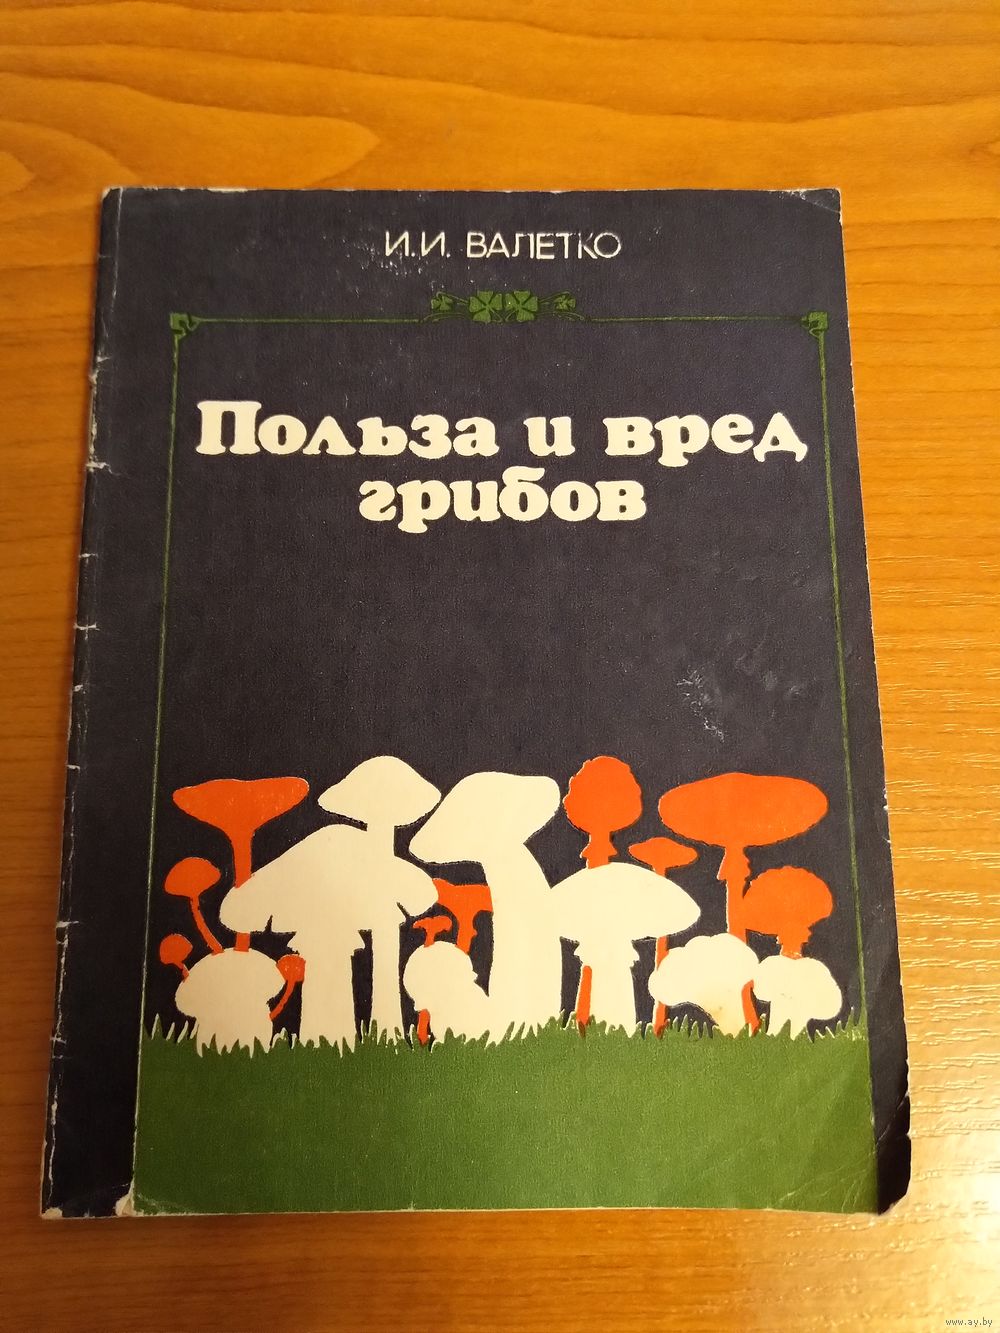 И.И. ВАЛЕТКО
Польза и вред
грибов
www.ay.by